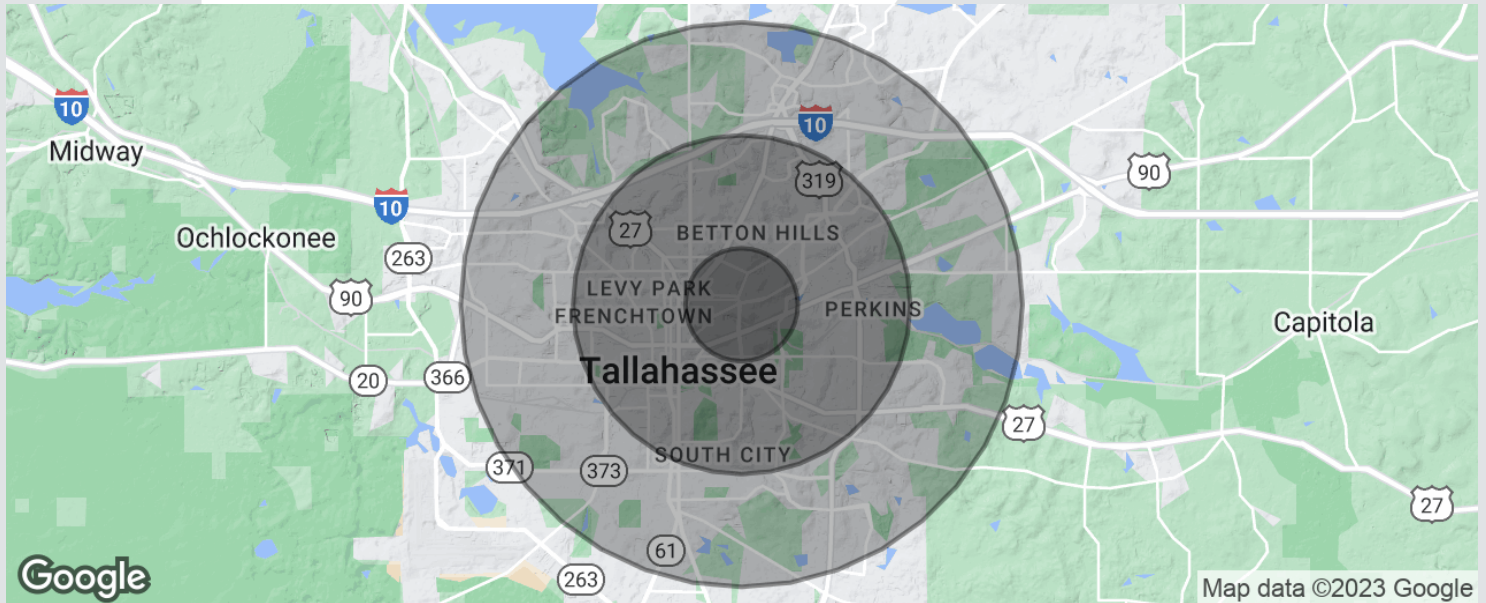 10
10
Midway
90
319
10
27
BETTON HILLS
Ochlockonee
263
LEVY PARK
90
FRENCHTOWN
PERKINS
Capitola
Tallahassee
20
366
27
SOUTH CITY
371
373
27
61
263
Google
Map data ©2023 Google